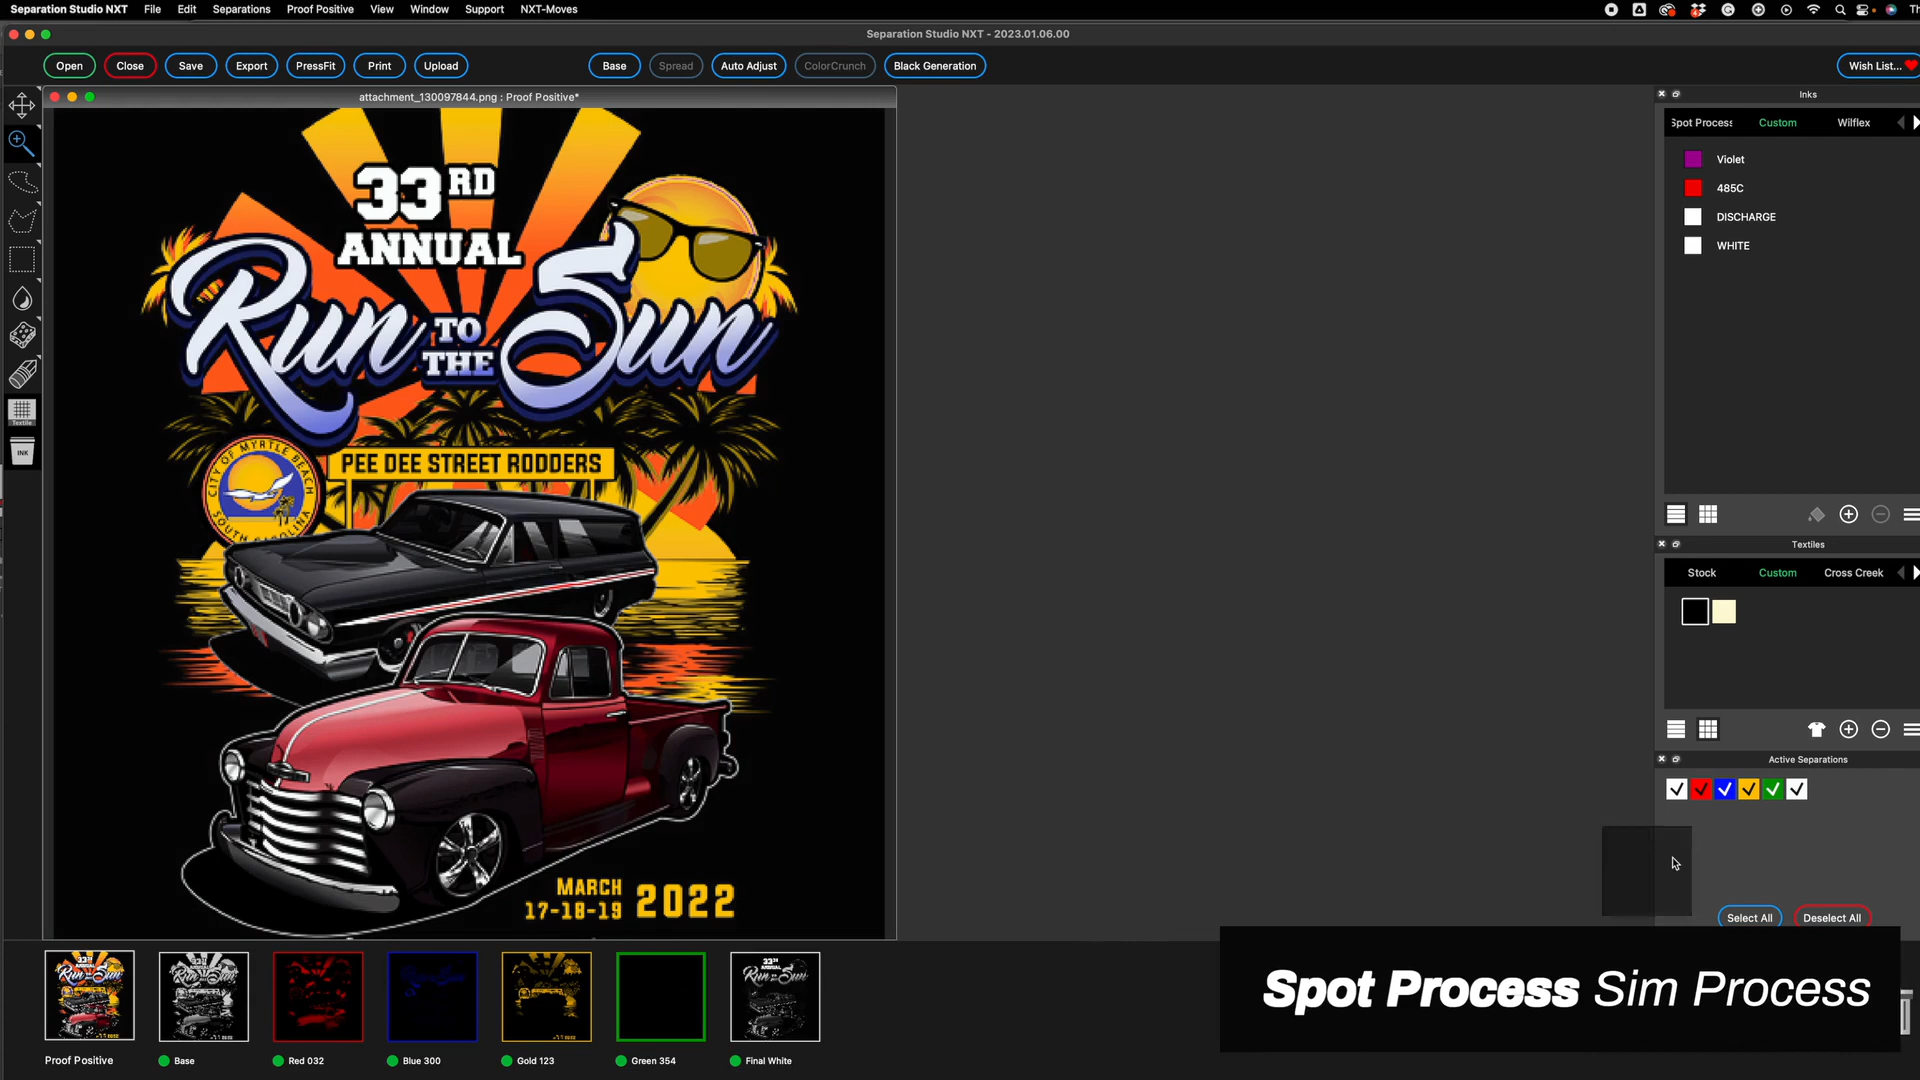 Separation Studio NXT File Edit Separations Proof Positive View Window Support NXT-Moves
Separation Studio NXT - 2023.01.06.00
Open Close Save Export PressFit Print Upload Base Spread Auto Adjust ColorCrunch Black Generation Wish List...
attachment_130097844.png : Proof Positive*
33RD
ANNUAL
Run TO THE Sun
CITY OF MYRTLE BEACH
SOUTH CAROLINA
PEE DEE STREET RODDERS
MARCH
17-18-19
2022
Textile
INK
Inks
Spot Process Custom Wilflex
Violet
485C
DISCHARGE
WHITE
Textiles
Stock Custom Cross Creek
Active Separations
Select All Deselect All
Proof Positive Base Red 032 Blue 300 Gold 123 Green 354 Final White
Spot Process Sim Process